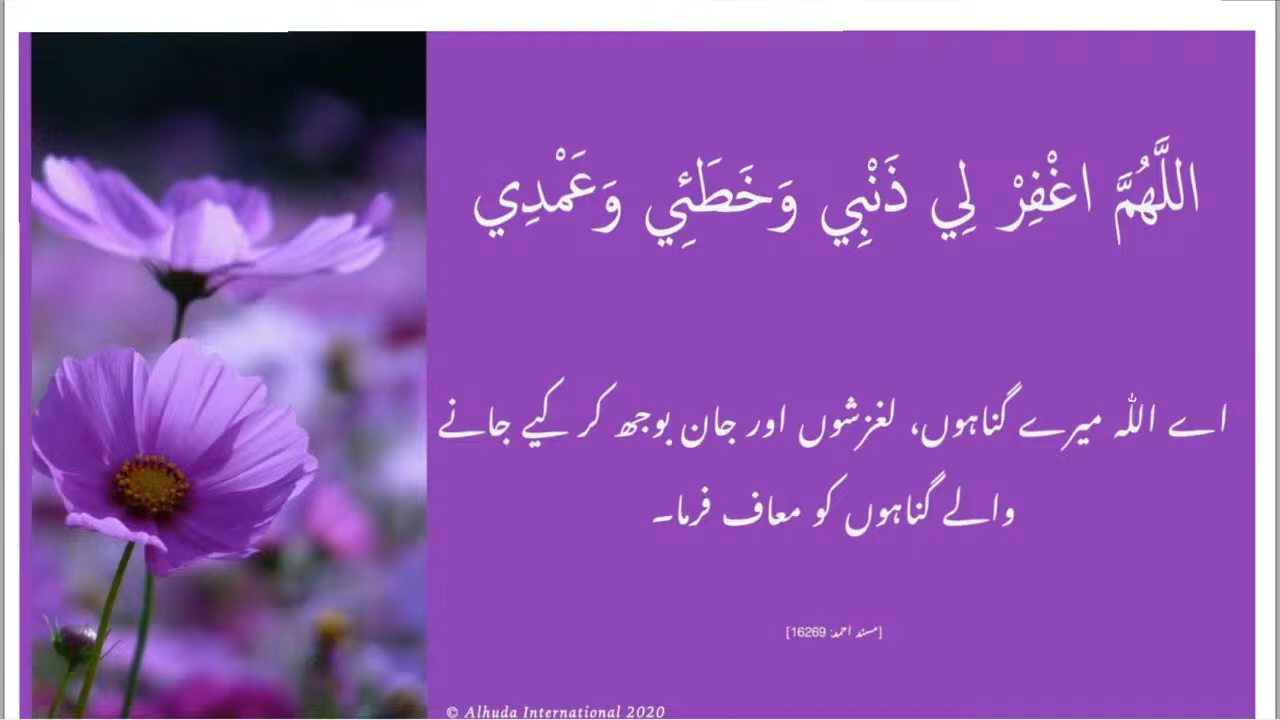 اللَّهُمَّ اغْفِرْ لِي ذَنْبِي وَخَطَئِي وَعَمْدِي
اے اللہ میرے گناہوں، لغزشوں اور جان بوجھ کر کیے جانے
والے گناہوں کو معاف فرما۔
[مسند احمد: 16269]
© Alhuda International 2020